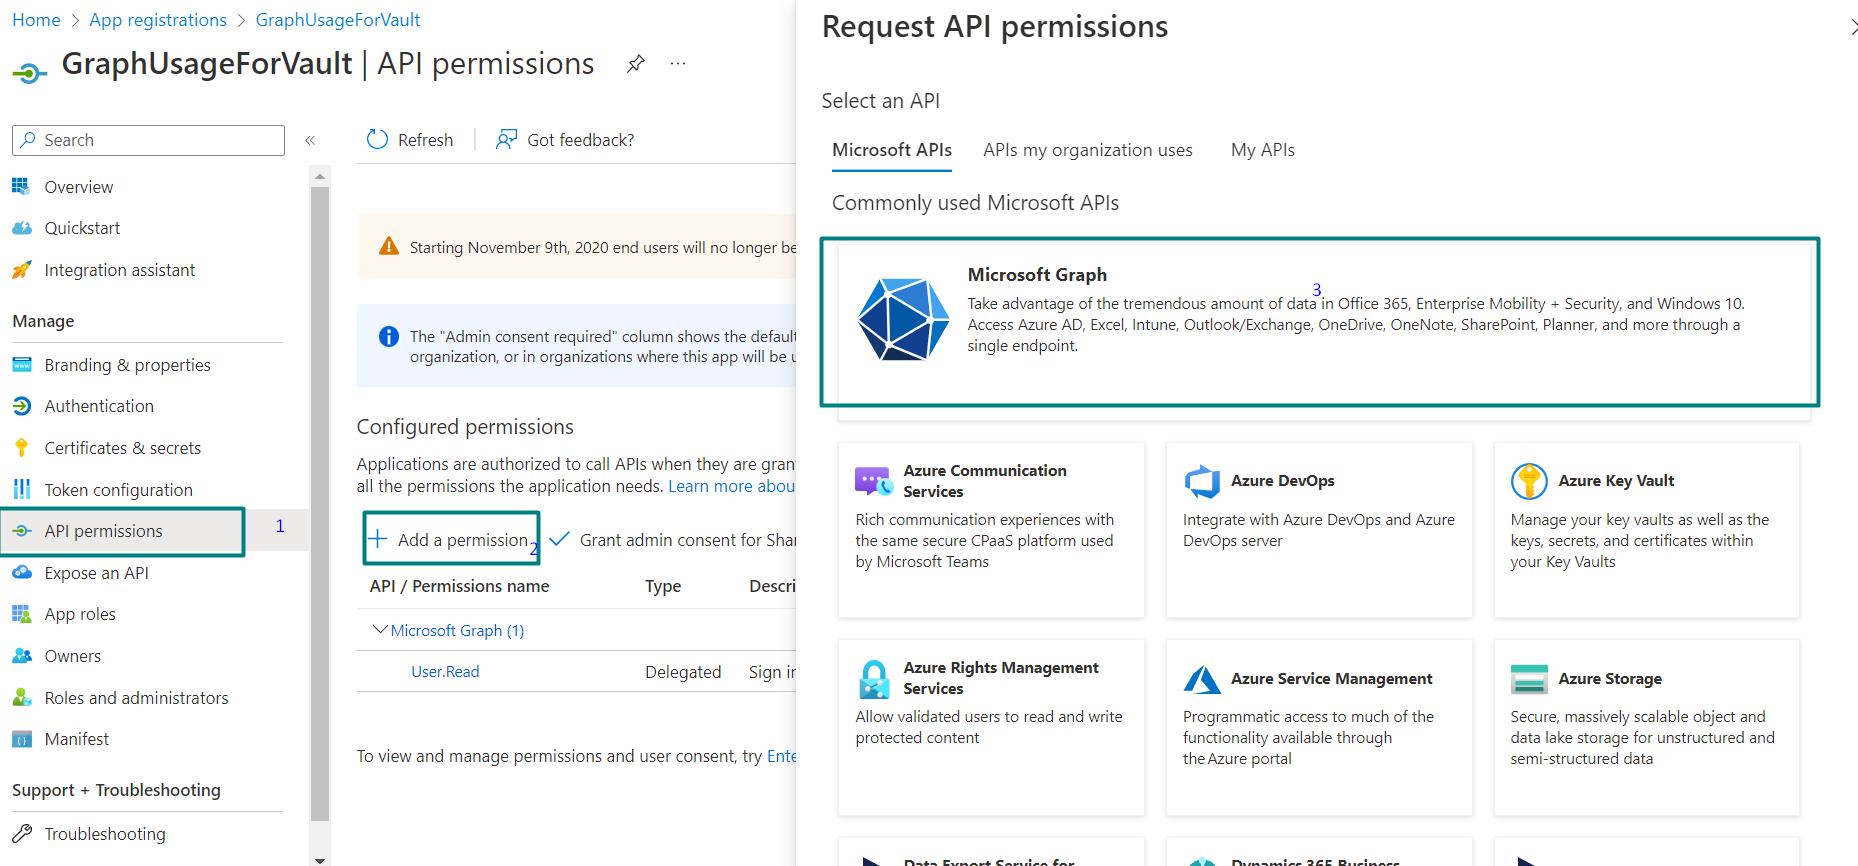 Home > App registrations > GraphUsageForVault
GraphUsageForVault | API permissions
Search
Overview
Quickstart
Integration assistant
Manage
Branding & properties
Authentication
Certificates & secrets
Token configuration
API permissions
1
Expose an API
App roles
Owners
Roles and administrators
Manifest
Support + Troubleshooting
Troubleshooting
Refresh
Got feedback?
Starting November 9th, 2020 end users will no longer be
The "Admin consent required" column shows the default
organization, or in organizations where this app will be u
Configured permissions
Applications are authorized to call APIs when they are gran
all the permissions the application needs. Learn more abou
Add a permission
2
Grant admin consent for Shar
API / Permissions name
Type
Descri
Microsoft Graph (1)
User.Read
Delegated
Sign in
To view and manage permissions and user consent, try Ente
Request API permissions
Select an API
Microsoft APIs
APIs my organization uses
My APIs
Commonly used Microsoft APIs
Microsoft Graph
3
Take advantage of the tremendous amount of data in Office 365, Enterprise Mobility + Security, and Windows 10.
Access Azure AD, Excel, Intune, Outlook/Exchange, OneDrive, OneNote, SharePoint, Planner, and more through a
single endpoint.
Azure Communication
Services
Rich communication experiences with
the same secure CPaaS platform used
by Microsoft Teams
Azure DevOps
Integrate with Azure DevOps and Azure
DevOps server
Azure Key Vault
Manage your key vaults as well as the
keys, secrets, and certificates within
your Key Vaults
Azure Rights Management
Services
Allow validated users to read and write
protected content
Azure Service Management
Programmatic access to much of the
functionality available through
the Azure portal
Azure Storage
Secure, massively scalable object and
data lake storage for unstructured and
semi-structured data
Data Export Service for
Dynamics 365 Business